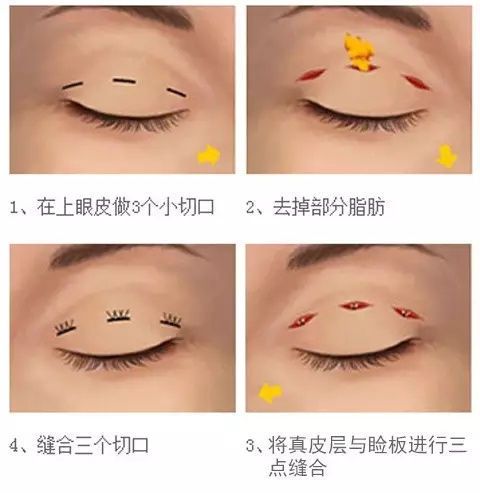 1、在上眼皮做3个小切口
2、去掉部分脂肪
4、缝合三个切口
3、将真皮层与睑板进行三
点缝合